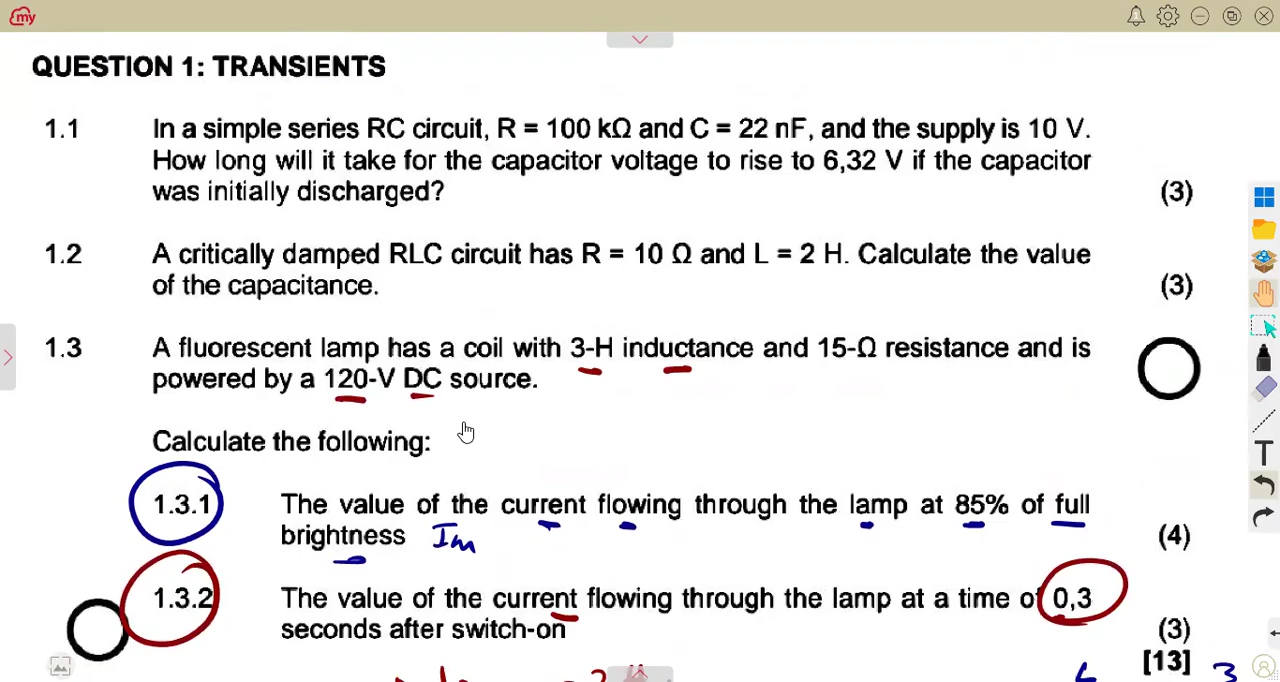 my
QUESTION 1: TRANSIENTS
1.1 In a simple series RC circuit, R = 100 kΩ and C = 22 nF, and the supply is 10 V.
How long will it take for the capacitor voltage to rise to 6,32 V if the capacitor
was initially discharged? (3)
1.2 A critically damped RLC circuit has R = 10 Ω and L = 2 H. Calculate the value
of the capacitance. (3)
1.3 A fluorescent lamp has a coil with 3-H inductance and 15-Ω resistance and is
powered by a 120-V DC source.
Calculate the following:
1.3.1 The value of the current flowing through the lamp at 85% of full
brightness Im (4)
1.3.2 The value of the current flowing through the lamp at a time of 0,3
seconds after switch-on (3)
[13]
3